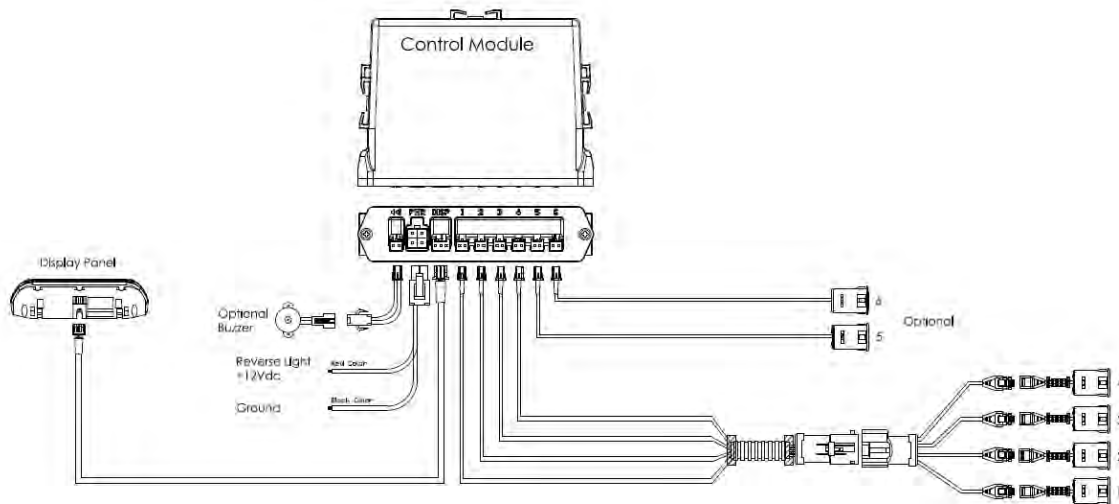 Control Module
PWR DISP 1 2 3 4 5 6
Display Panel
Optional
Buzzer
Reverse Light
+12Vdc
Red Color
Ground
Black Color
6
5
Optional